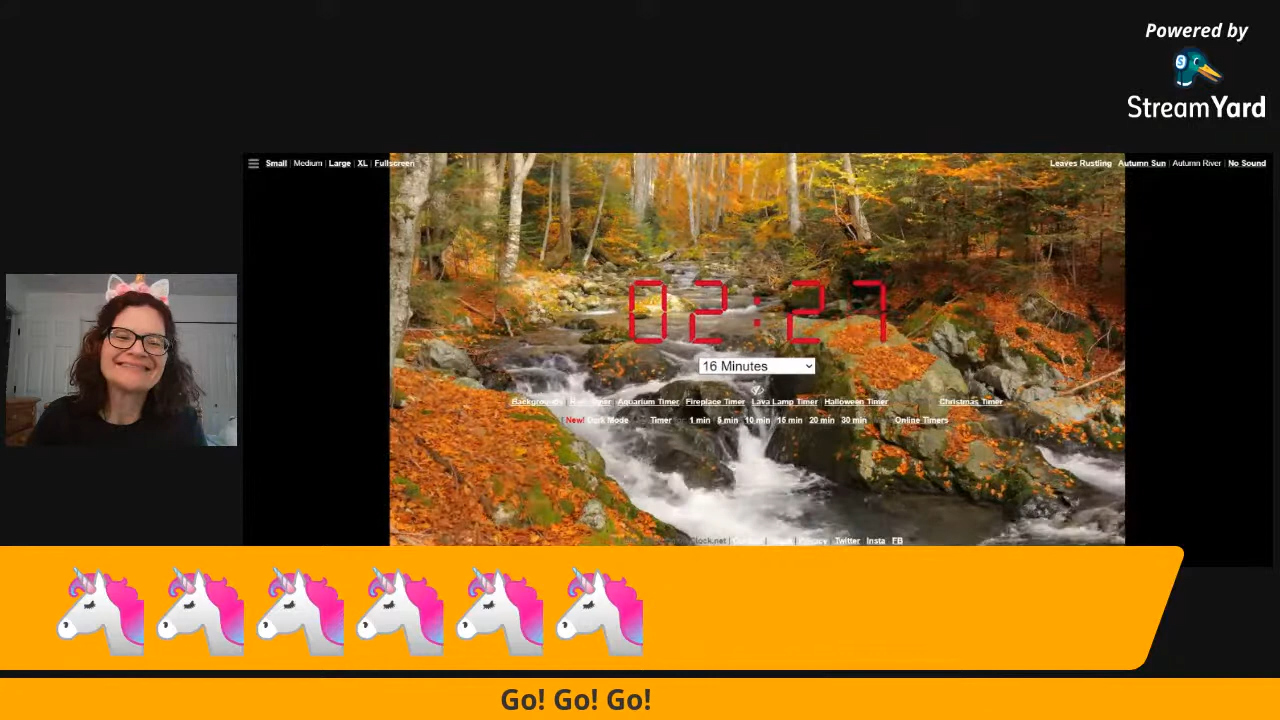 Powered by
StreamYard
Small | Medium | Large | XL | Fullscreen
Leaves Rustling Autumn Sun | Autumn River | No Sound
02:27
16 Minutes
Aquarium Timer Fireplace Timer Lava Lamp Timer Halloween Timer Christmas Timer
New! Dark Mode Timer 1 min 5 min 10 min 15 min 20 min 30 min Online Timers
Privacy Twitter Insta FB
Go! Go! Go!